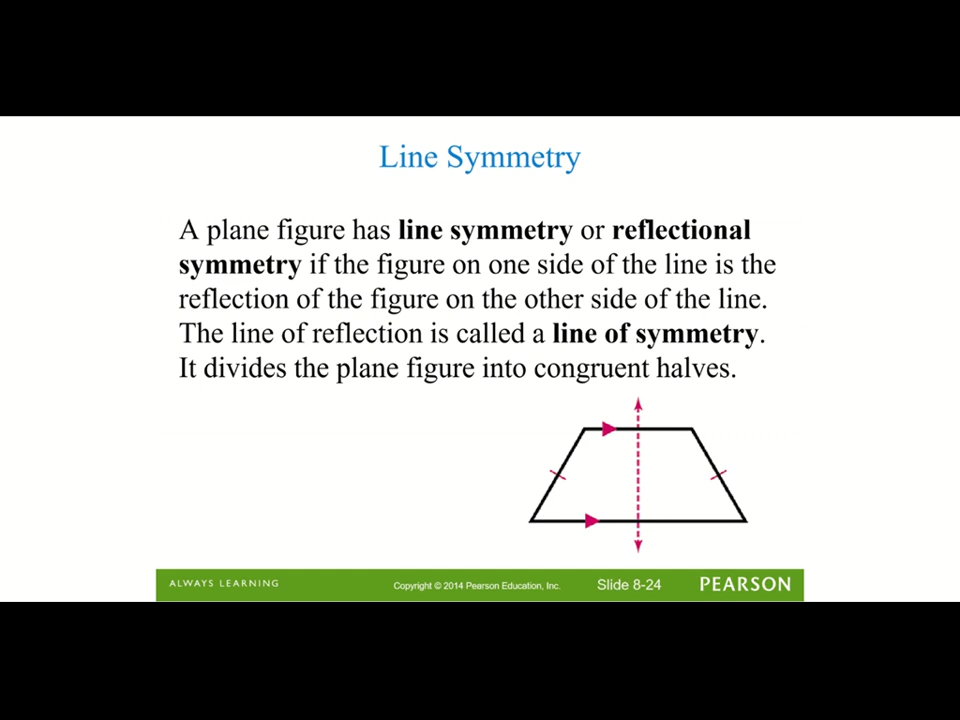 Line Symmetry
A plane figure has line symmetry or reflectional
symmetry if the figure on one side of the line is the
reflection of the figure on the other side of the line.
The line of reflection is called a line of symmetry.
It divides the plane figure into congruent halves.
ALWAYS LEARNING Copyright © 2014 Pearson Education, Inc. Slide 8-24 PEARSON